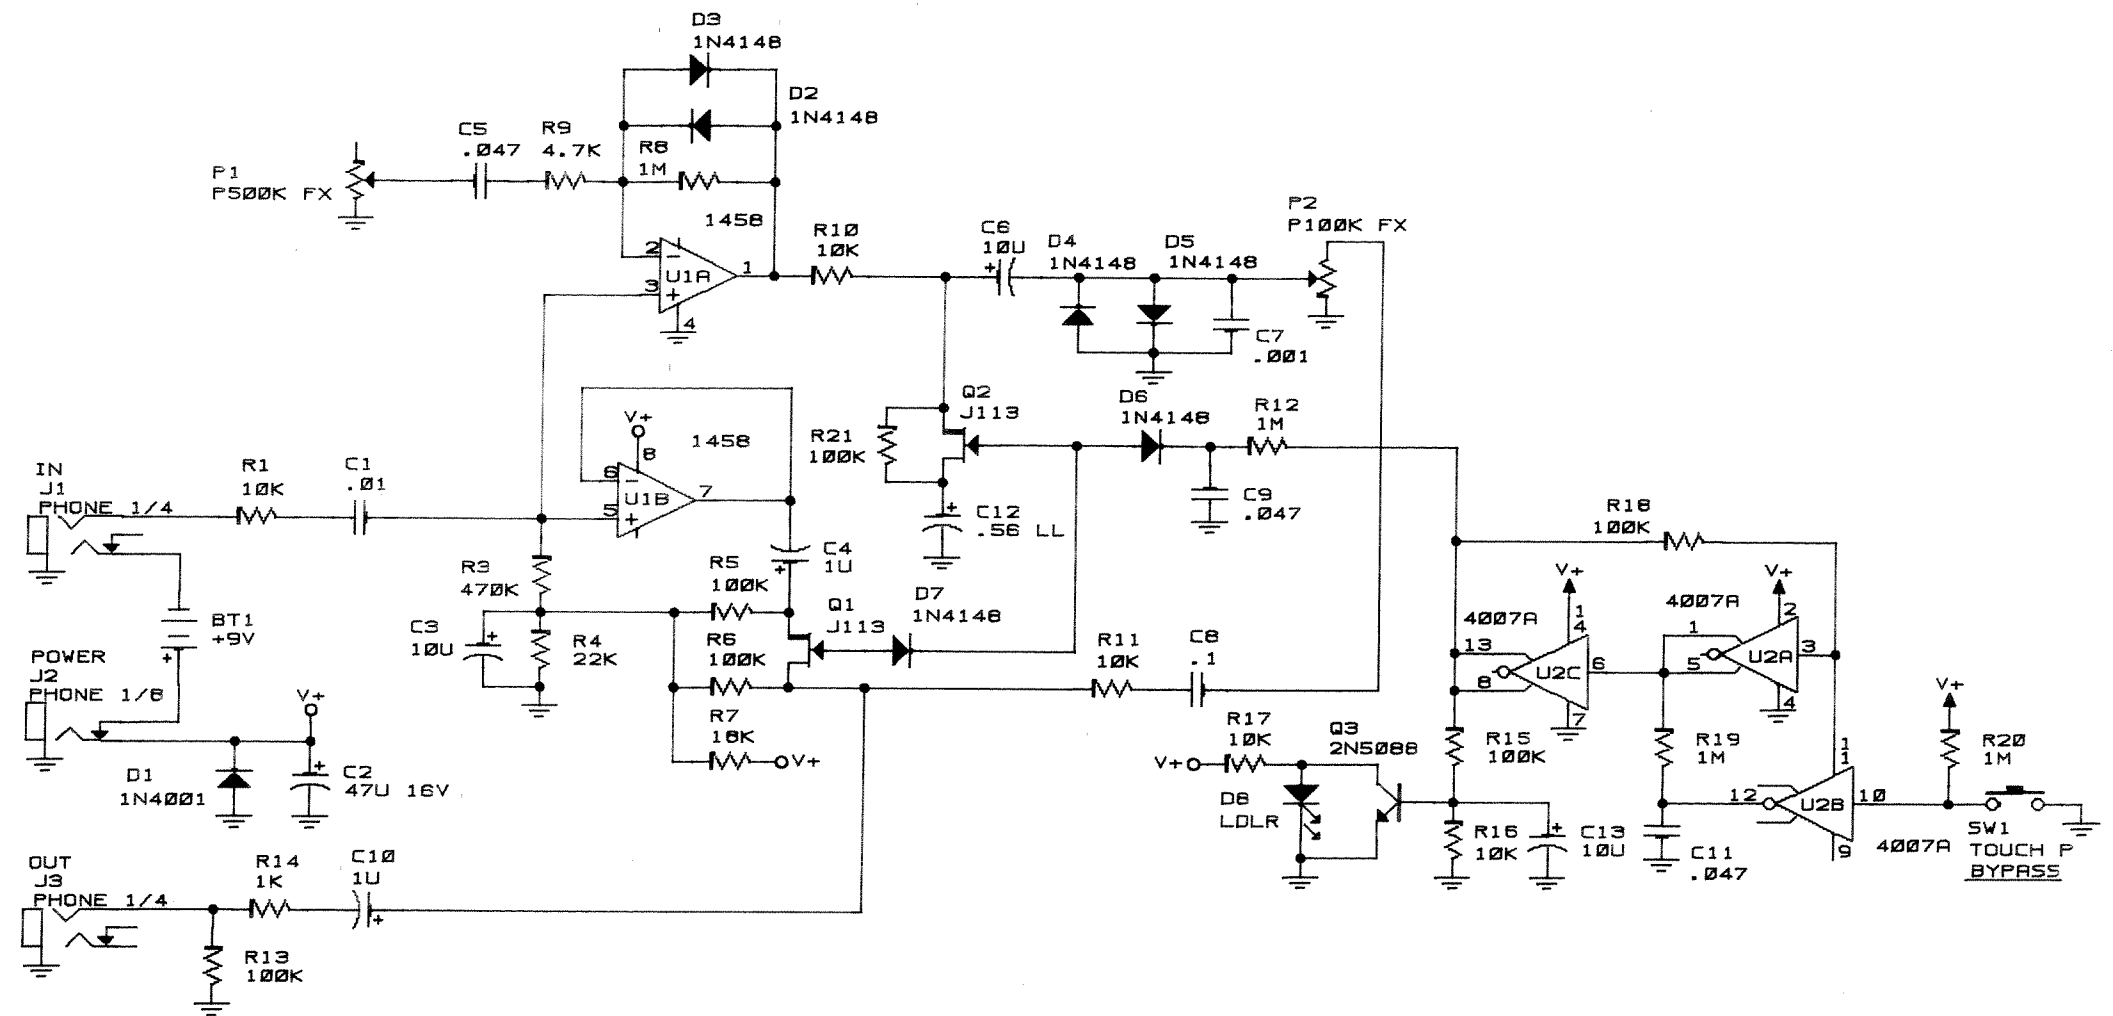 D3
1N4148
D2
1N4148
C5
.047
R9
4.7K
R8
1M
P1
P500K FX
1458
2
-
U1A
1
3
+
4
R10
10K
C6
10U
+
D4
1N4148
D5
1N4148
P2
P100K FX
C7
.001
V+
8
1458
6
-
U1B
7
5
+
Q2
J113
R21
100K
D6
1N4148
R12
1M
C9
.047
+
C12
.56 LL
IN
J1
PHONE 1/4
R1
10K
C1
.01
R3
470K
R5
100K
C4
1U
+
Q1
J113
D7
1N4148
C3
10U
+
R4
22K
R6
100K
R7
18K
V+
R11
10K
C8
.1
BT1
+9V
+
POWER
J2
PHONE 1/8
V+
D1
1N4001
C2
47U 16V
+
OUT
J3
PHONE 1/4
R14
1K
C10
1U
+
R13
100K
R18
100K
V+
1
4
4007A
13
U2C
6
8
7
V+
2
4007A
1
U2A
3
5
4
R17
10K
V+
Q3
2N5088
D8
LDLR
R15
100K
R16
10K
C13
10U
+
R19
1M
1
1
12
U2B
10
9
4007A
C11
.047
V+
R20
1M
SW1
TOUCH P
BYPASS